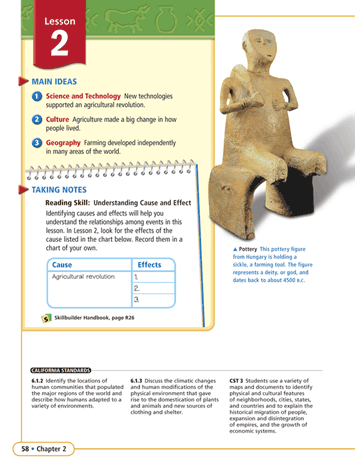 Lesson
2
MAIN IDEAS
1 Science and Technology New technologies
supported an agricultural revolution.
2 Culture Agriculture made a big change in how
people lived.
3 Geography Farming developed independently
in many areas of the world.
TAKING NOTES
Reading Skill: Understanding Cause and Effect
Identifying causes and effects will help you
understand the relationships among events in this
lesson. In Lesson 2, look for the effects of the
cause listed in the chart below. Record them in a
chart of your own.
Cause Effects
Agricultural revolution 1.
2.
3.
S Skillbuilder Handbook, page R26
▲ Pottery This pottery figure
from Hungary is holding a
sickle, a farming tool. The figure
represents a deity, or god, and
dates back to about 4500 B.C.
CALIFORNIA STANDARDS
6.1.2 Identify the locations of
human communities that populated
the major regions of the world and
describe how humans adapted to a
variety of environments.
6.1.3 Discuss the climatic changes
and human modifications of the
physical environment that gave
rise to the domestication of plants
and animals and new sources of
clothing and shelter.
CST 3 Students use a variety of
maps and documents to identify
physical and cultural features
of neighborhoods, cities, states,
and countries and to explain the
historical migration of people,
expansion and disintegration
of empires, and the growth of
economic systems.
58 • Chapter 2